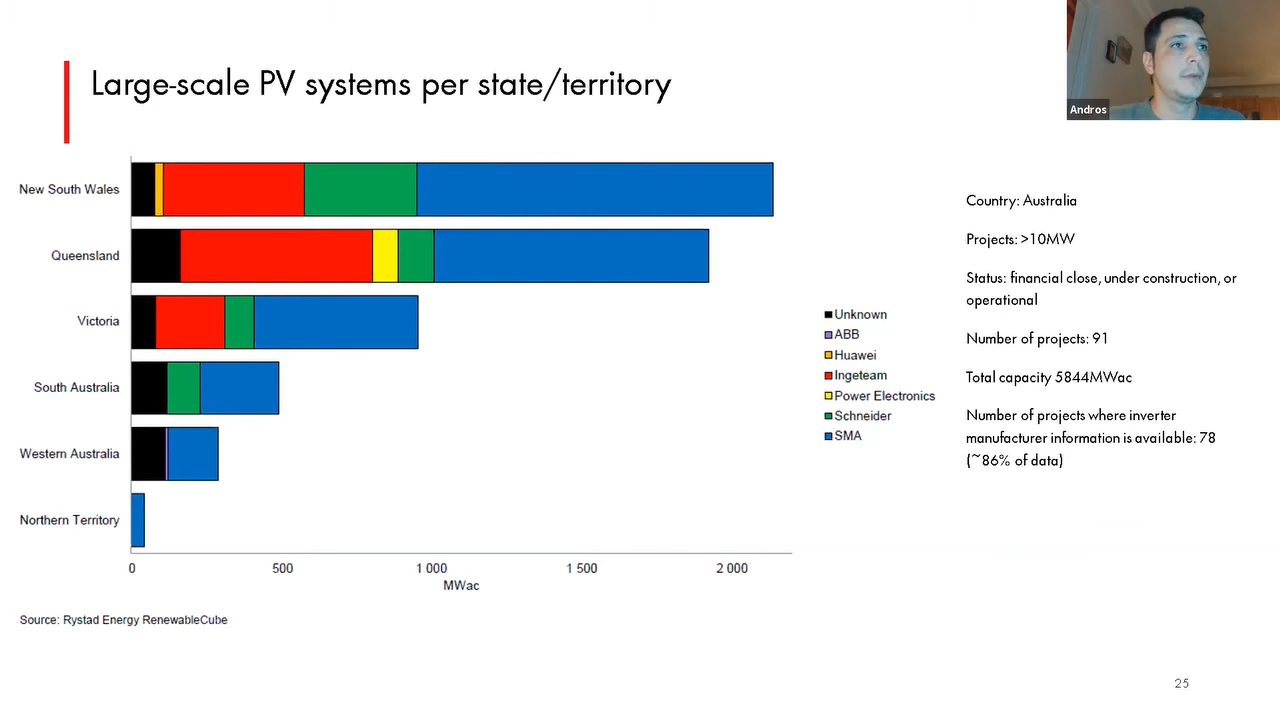 Large-scale PV systems per state/territory
Andros
New South Wales
Queensland
Victoria
South Australia
Western Australia
Northern Territory
0
500
1 000
1 500
2 000
MWac
Unknown
ABB
Huawei
Ingeteam
Power Electronics
Schneider
SMA
Country: Australia
Projects: >10MW
Status: financial close, under construction, or
operational
Number of projects: 91
Total capacity 5844MWac
Number of projects where inverter
manufacturer information is available: 78
(~86% of data)
Source: Rystad Energy RenewableCube
25